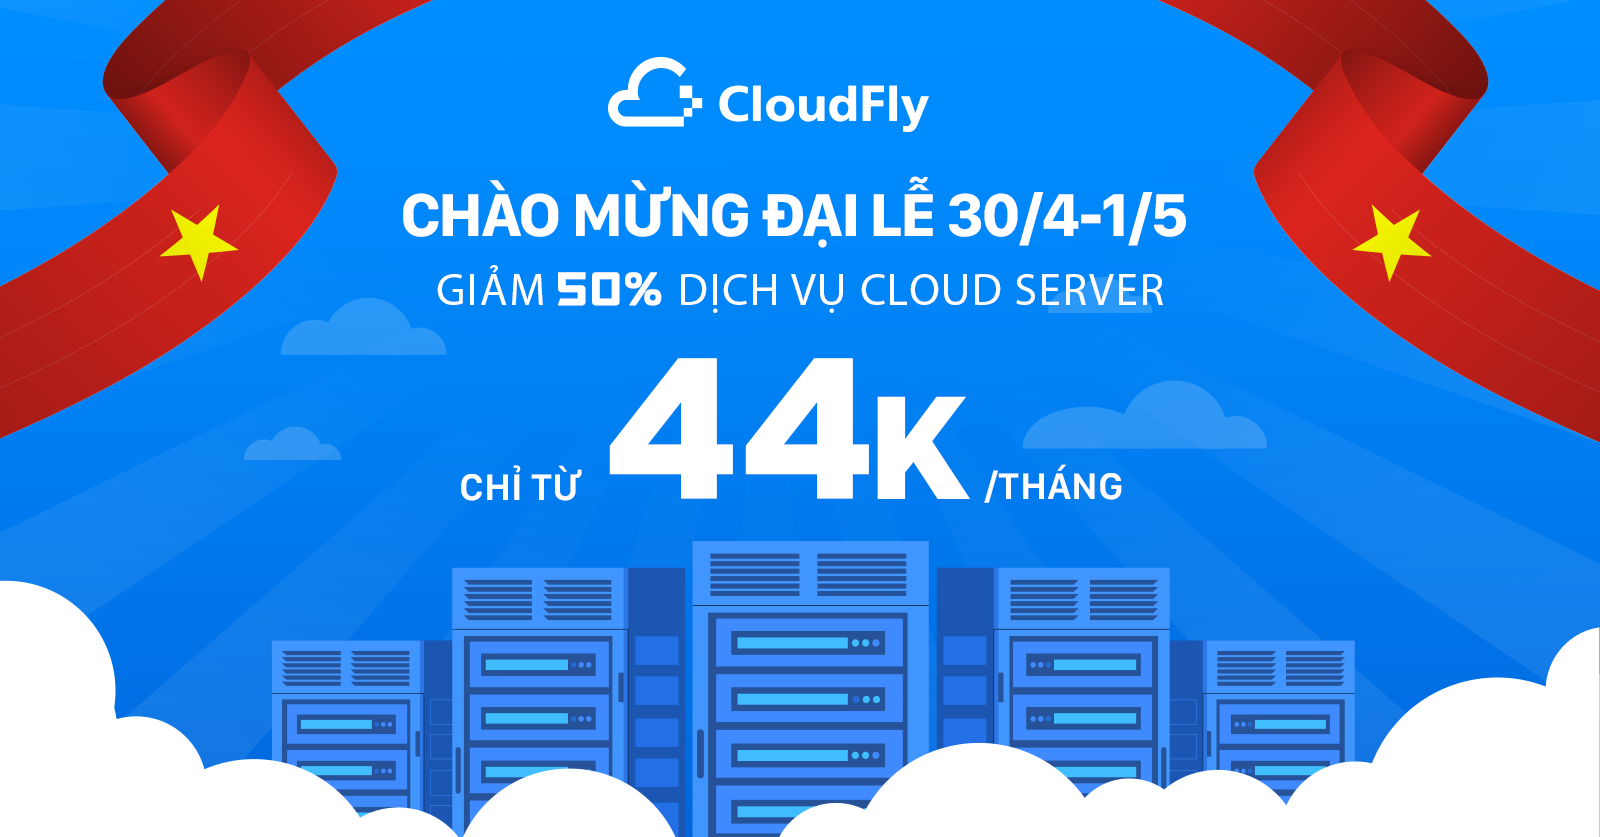 CloudFly
CHÀO MỪNG ĐẠI LỄ 30/4-1/5
GIẢM 50% DỊCH VỤ CLOUD SERVER
CHỈ TỪ 44K /THÁNG